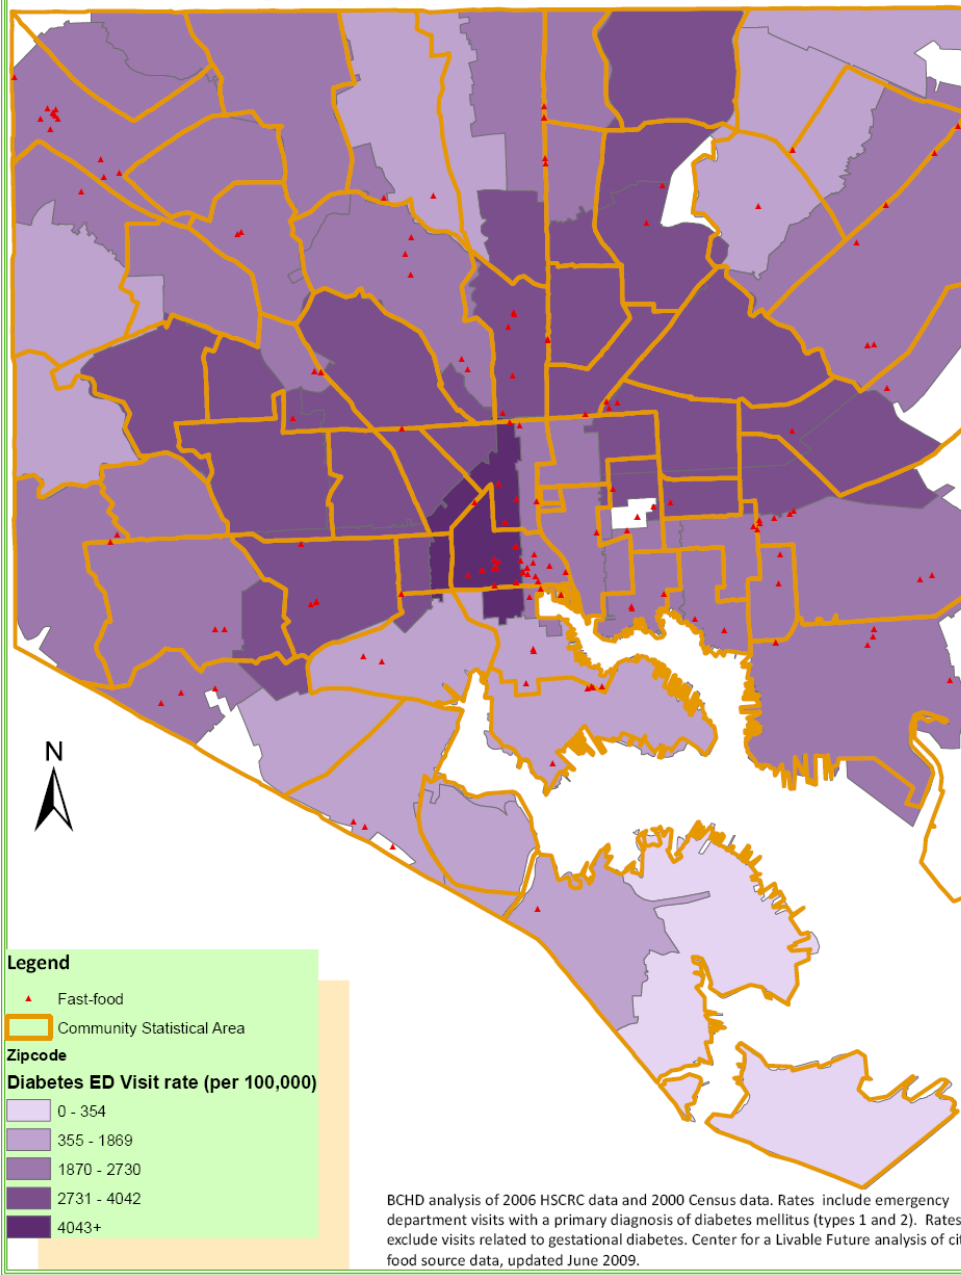 N
Legend
Fast-food
Community Statistical Area
Zipcode
Diabetes ED Visit rate (per 100,000)
0 - 354
355 - 1869
1870 - 2730
2731 - 4042
4043+
BCHD analysis of 2006 HSCRC data and 2000 Census data. Rates include emergency
department visits with a primary diagnosis of diabetes mellitus (types 1 and 2). Rates
exclude visits related to gestational diabetes. Center for a Livable Future analysis of cit
food source data, updated June 2009.